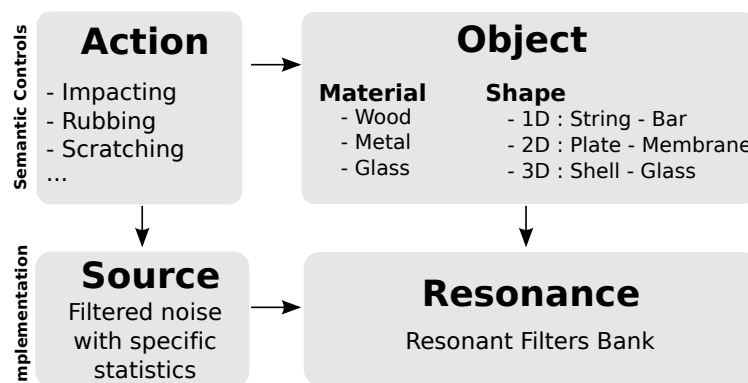 Semantic Controls
Action
- Impacting
- Rubbing
- Scratching
...
Object
Material
- Wood
- Metal
- Glass
Shape
- 1D : String - Bar
- 2D : Plate - Membrane
- 3D : Shell - Glass
mplementation
Source
Filtered noise
with specific
statistics
Resonance
Resonant Filters Bank